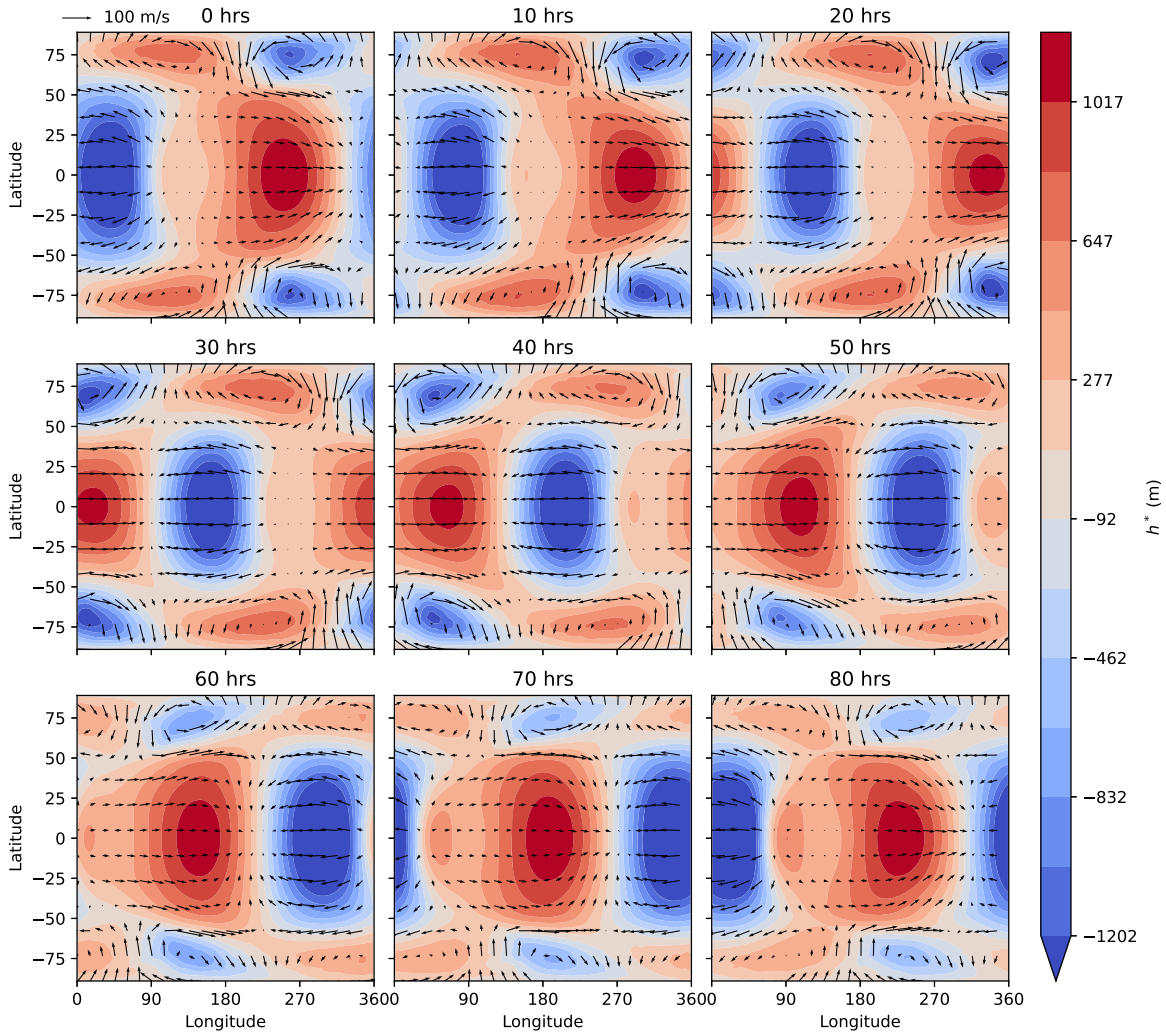 100 m/s
0 hrs
10 hrs
20 hrs
Latitude
75
50
25
0
−25
−50
−75
30 hrs
40 hrs
50 hrs
Latitude
75
50
25
0
−25
−50
−75
60 hrs
70 hrs
80 hrs
Latitude
75
50
25
0
−25
−50
−75
0 90 180 270 360
0 90 180 270 360
0 90 180 270 360
Longitude
Longitude
Longitude
1017
647
277
−92
−462
−832
−1202
h* (m)